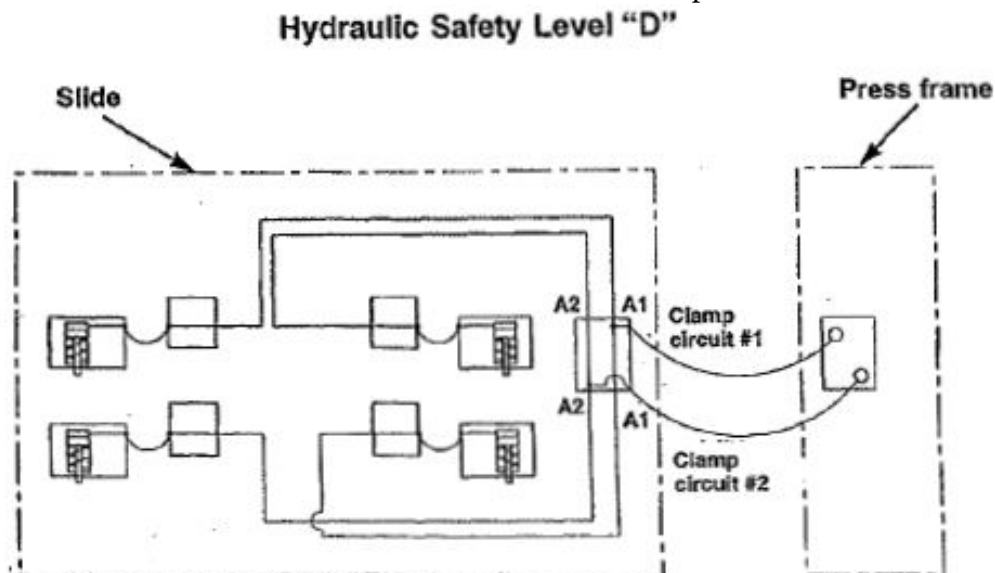 Hydraulic Safety Level “D”
Slide
Press frame
A2 A1
Clamp
circuit #1
A2
A1
Clamp
circuit #2